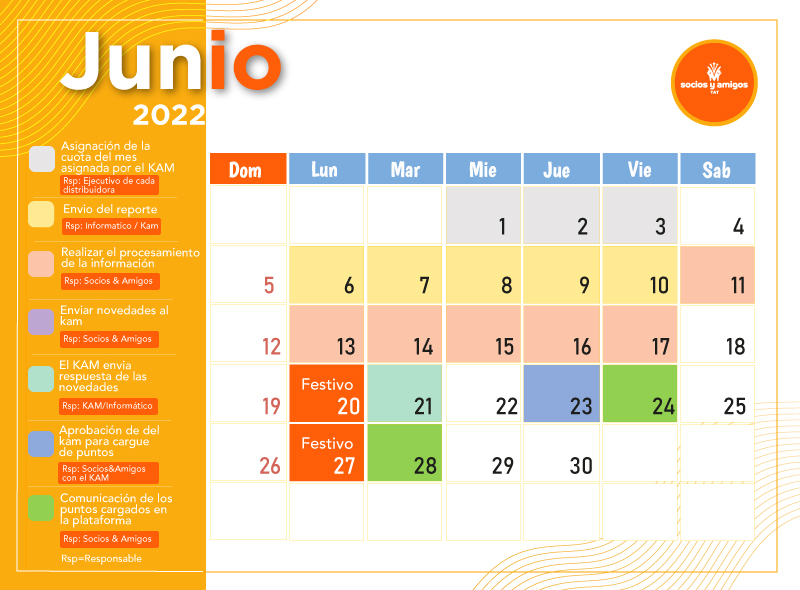 Junio
2022
socios y amigos
TAT
Asignación de la
cuota del mes
asignada por el KAM
Rsp: Ejecutivo de cada
distribuidora
Envio del reporte
Rsp: Informatico / Kam
Realizar el procesamiento
de la información
Rsp: Socios & Amigos
Enviar novedades al
kam
Rsp: Socios & Amigos
El KAM envia
respuesta de las
novedades
Rsp: KAM/Informático
Aprobación de del
kam para cargue
de puntos
Rsp: Socios&Amigos
con el KAM
Comunicación de los
puntos cargados en
la plataforma
Rsp: Socios & Amigos
Rsp=Responsable
Dom Lun Mar Mie Jue Vie Sab
1 2 3 4
5 6 7 8 9 10 11
12 13 14 15 16 17 18
Festivo
19 20 21 22 23 24 25
Festivo
26 27 28 29 30